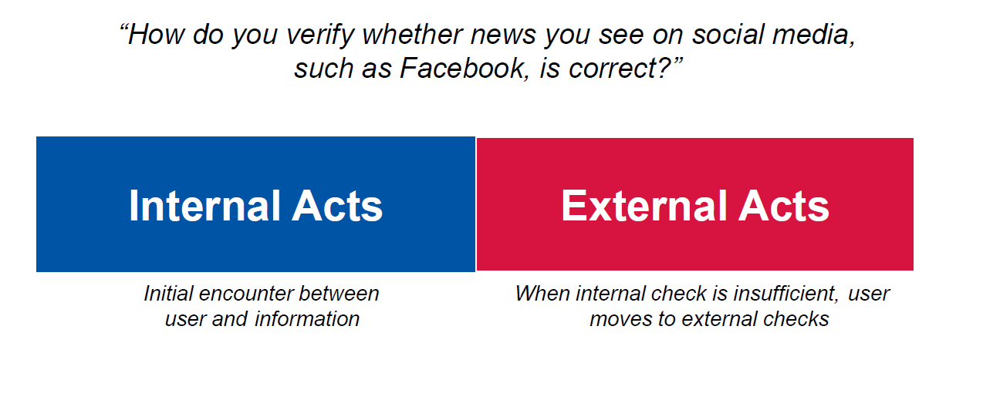 “How do you verify whether news you see on social media,
such as Facebook, is correct?”
Internal Acts
External Acts
Initial encounter between
user and information
When internal check is insufficient, user
moves to external checks